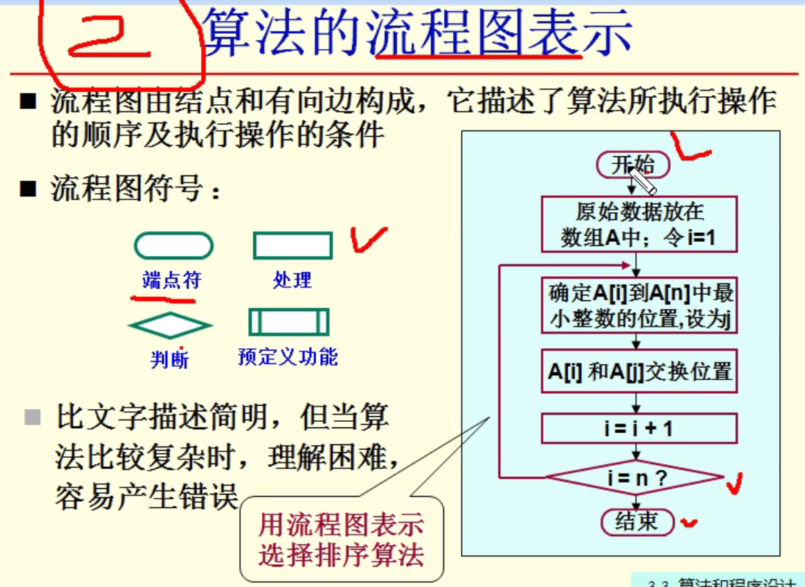 2
算法的流程图表示
■ 流程图由结点和有向边构成，它描述了算法所执行操作
的顺序及执行操作的条件
■ 流程图符号：
端点符
处理
判断
预定义功能
■ 比文字描述简明，但当算
法比较复杂时，理解困难，
容易产生错误
用流程图表示
选择排序算法
开始
原始数据放在
数组A中；令i=1
确定A[i]到A[n]中最
小整数的位置,设为j
A[i] 和A[j]交换位置
i = i + 1
i = n ?
结束
3.3 算法和程序设计